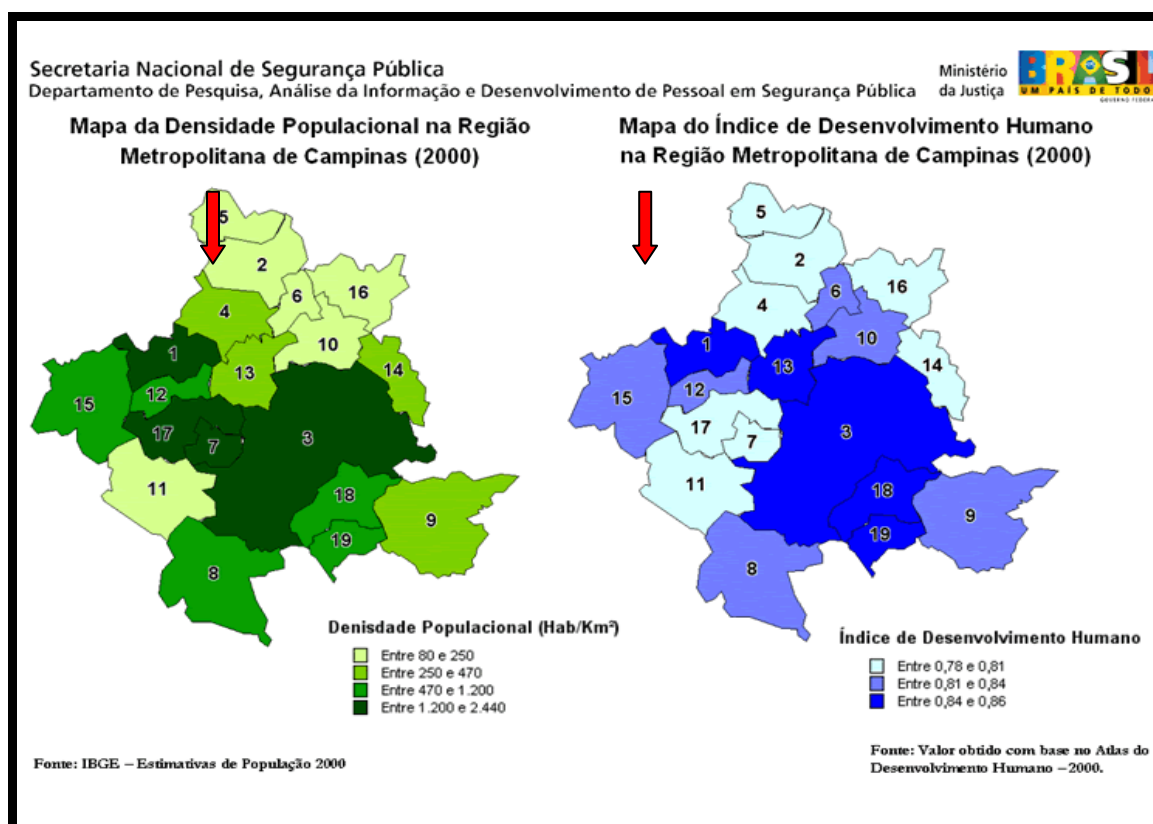 Secretaria Nacional de Segurança Pública
Departamento de Pesquisa, Análise da Informação e Desenvolvimento de Pessoal em Segurança Pública
Ministério
da Justiça
BRASIL
UM PAÍS DE TODO
GOVERNO FEDERA
Mapa da Densidade Populacional na Região
Metropolitana de Campinas (2000)
5
2
16
6
4
10
1
13
14
12
15
17
7
3
11
18
9
19
8
Denisdade Populacional (Hab/Km²)
Entre 80 e 250
Entre 250 e 470
Entre 470 e 1.200
Entre 1.200 e 2.440
Fonte: IBGE – Estimativas de População 2000
Mapa do Índice de Desenvolvimento Humano
na Região Metropolitana de Campinas (2000)
5
2
16
6
4
10
1
13
14
12
15
17
7
3
11
18
9
19
8
Índice de Desenvolvimento Humano
Entre 0,78 e 0,81
Entre 0,81 e 0,84
Entre 0,84 e 0,86
Fonte: Valor obtido com base no Atlas do
Desenvolvimento Humano – 2000.